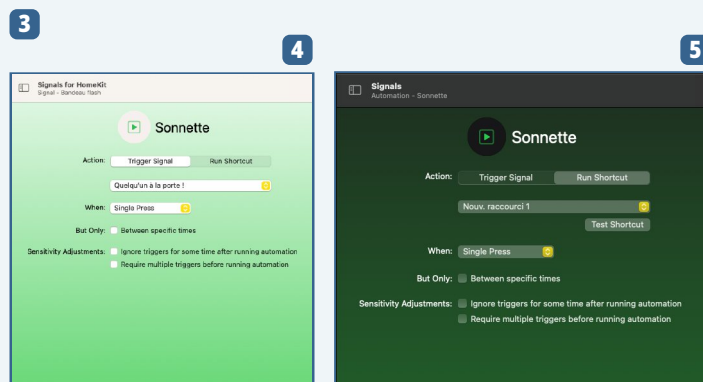 3
4
5
Signals for HomeKit
Signal - Bandeau flash
Sonnette
Action: Trigger Signal Run Shortcut
Quelqu'un à la porte !
When: Single Press
But Only: Between specific times
Sensitivity Adjustments: Ignore triggers for some time after running automation
Require multiple triggers before running automation
Signals
Automation - Sonnette
Sonnette
Action: Trigger Signal Run Shortcut
Nouv. raccourci 1
Test Shortcut
When: Single Press
But Only: Between specific times
Sensitivity Adjustments: Ignore triggers for some time after running automation
Require multiple triggers before running automation